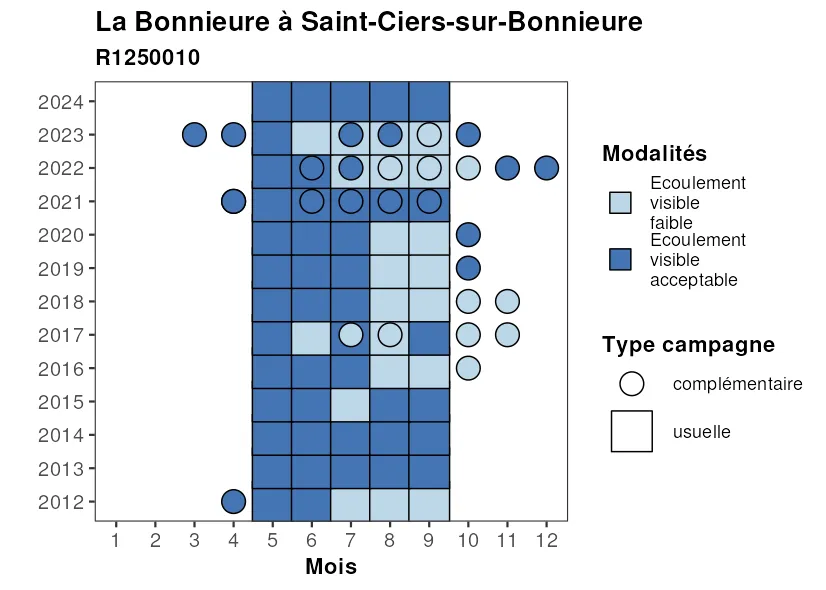 La Bonnieure à Saint-Ciers-sur-Bonnieure
R1250010
2024
2023
2022
2021
2020
2019
2018
2017
2016
2015
2014
2013
2012
1 2 3 4 5 6 7 8 9 10 11 12
Mois
Modalités
Ecoulement
visible
faible
Ecoulement
visible
acceptable
Type campagne
complémentaire
usuelle